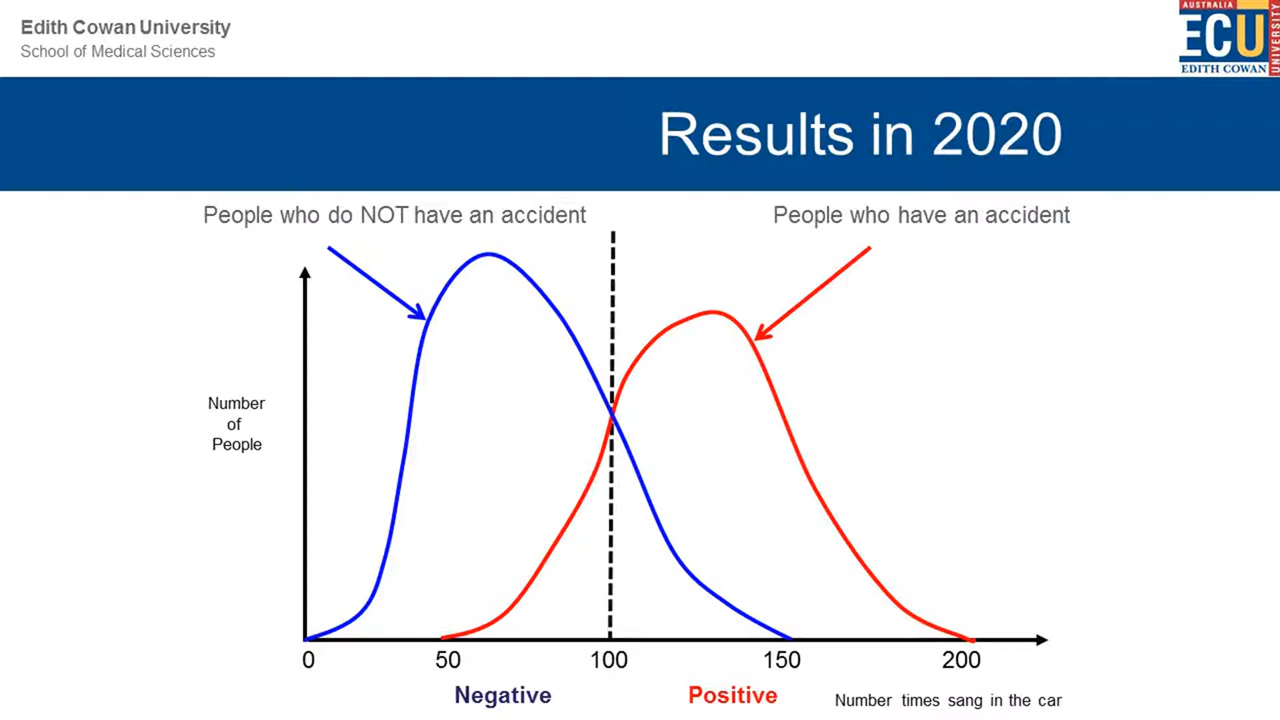 Edith Cowan University
School of Medical Sciences
AUSTRALIA
ECU
EDITH COWAN
UNIVERSITY
Results in 2020
People who do NOT have an accident
People who have an accident
Number
of
People
0 50 100 150 200
Negative Positive Number times sang in the car